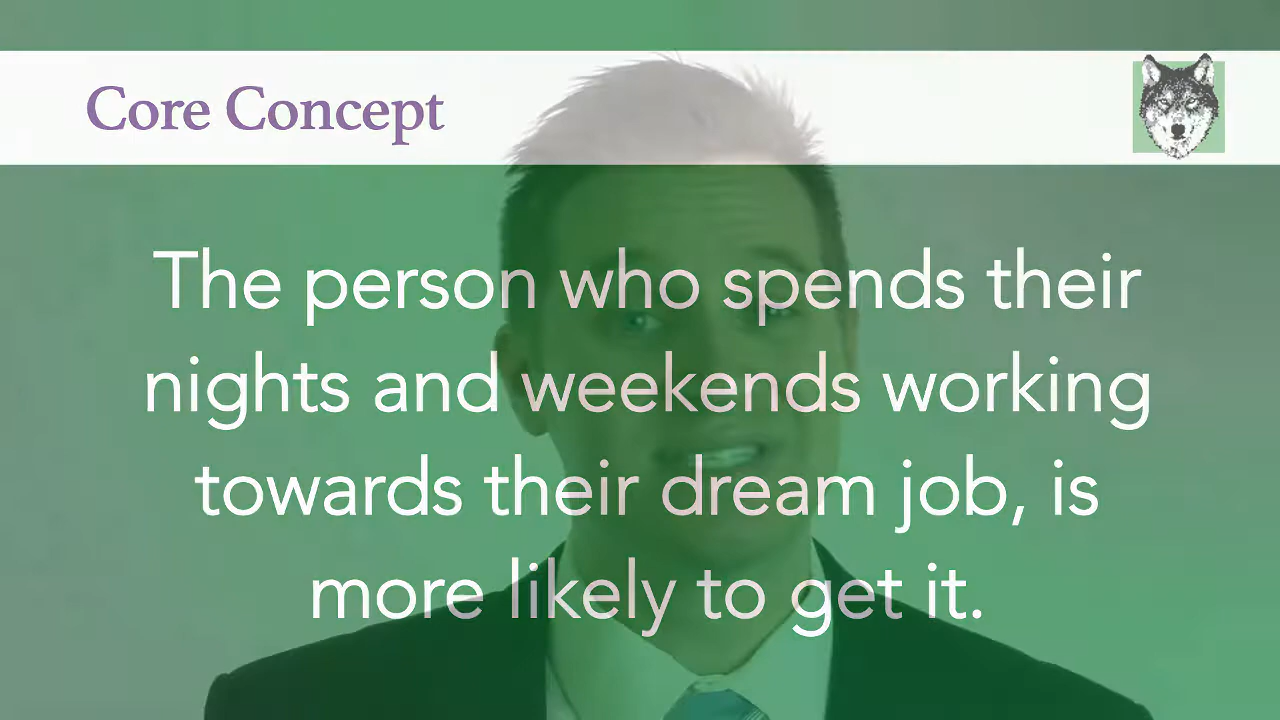 Core Concept
The person who spends their
nights and weekends working
towards their dream job, is
more likely to get it.